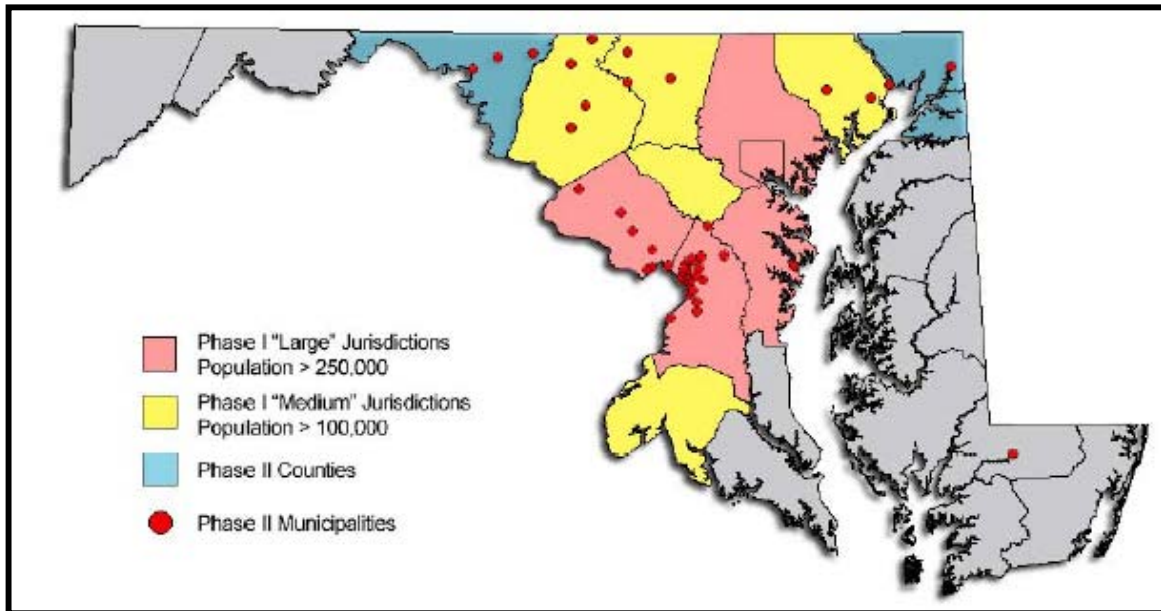 Phase I "Large" Jurisdictions
Population > 250,000
Phase I "Medium" Jurisdictions
Population > 100,000
Phase II Counties
Phase II Municipalities